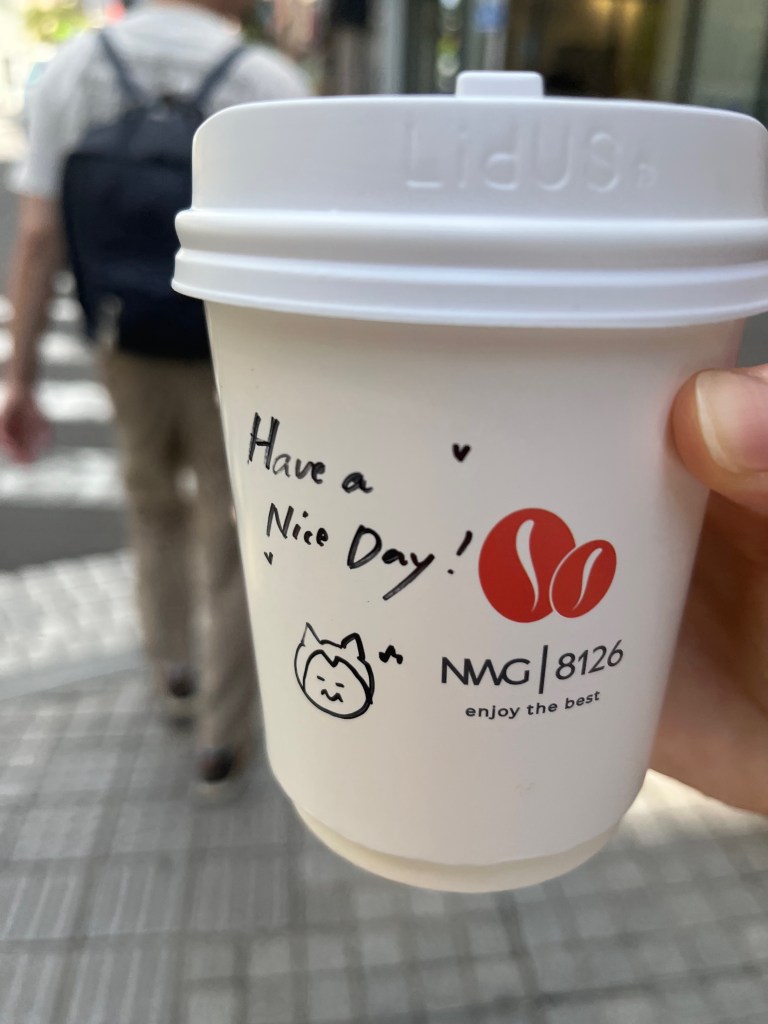 LidUS
Have a
Nice Day!
NMG | 8126
enjoy the best